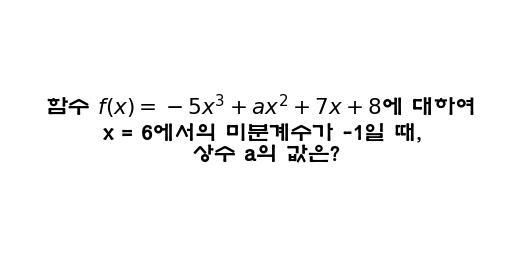 함수 f(x) = −5x³ + ax² + 7x + 8에 대하여
x = 6에서의 미분계수가 -1일 때,
상수 a의 값은?